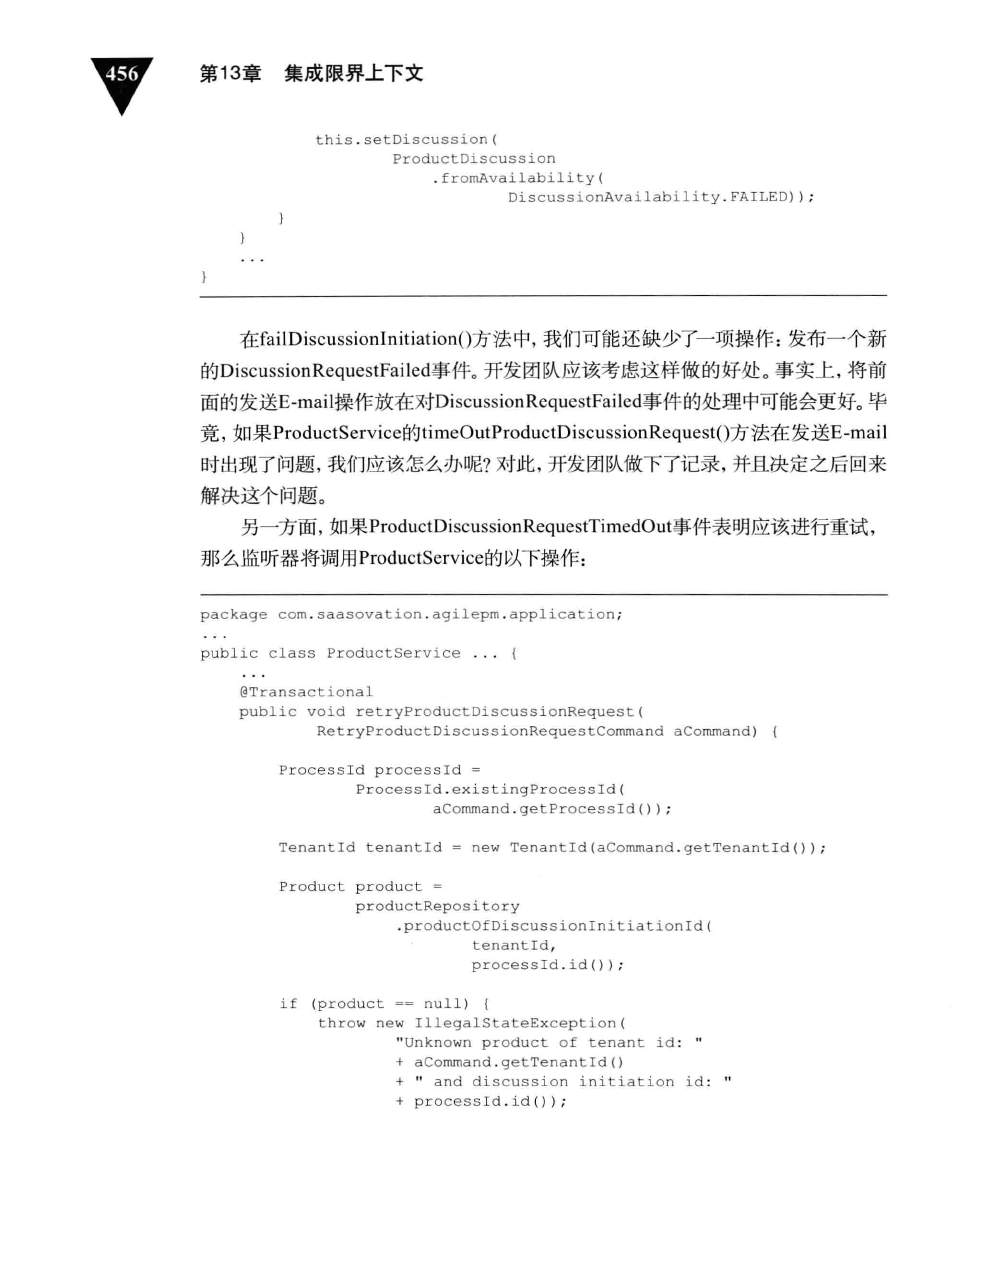 456
第13章 集成限界上下文
this.setDiscussion(
ProductDiscussion
.fromAvailability(
DiscussionAvailability.FAILED));
}
}
...
}
在failDiscussionInitiation()方法中，我们可能还缺少了一项操作：发布一个新
的DiscussionRequestFailed事件。开发团队应该考虑这样做的好处。事实上，将前
面的发送E-mail操作放在对DiscussionRequestFailed事件的处理中可能会更好。毕
竟，如果ProductService的timeOutProductDiscussionRequest()方法在发送E-mail
时出现了问题，我们应该怎么办呢？对此，开发团队做下了记录，并且决定之后回来
解决这个问题。
另一方面，如果ProductDiscussionRequestTimedOut事件表明应该进行重试，
那么监听器将调用ProductService的以下操作：
package com.saasovation.agilepm.application;
...
public class ProductService ... {
...
@Transactional
public void retryProductDiscussionRequest(
RetryProductDiscussionRequestCommand aCommand) {
ProcessId processId =
ProcessId.existingProcessId(
aCommand.getProcessId());
TenantId tenantId = new TenantId(aCommand.getTenantId());
Product product =
productRepository
.productOfDiscussionInitiationId(
tenantId,
processId.id());
if (product == null) {
throw new IllegalStateException(
"Unknown product of tenant id: "
+ aCommand.getTenantId()
+ " and discussion initiation id: "
+ processId.id());